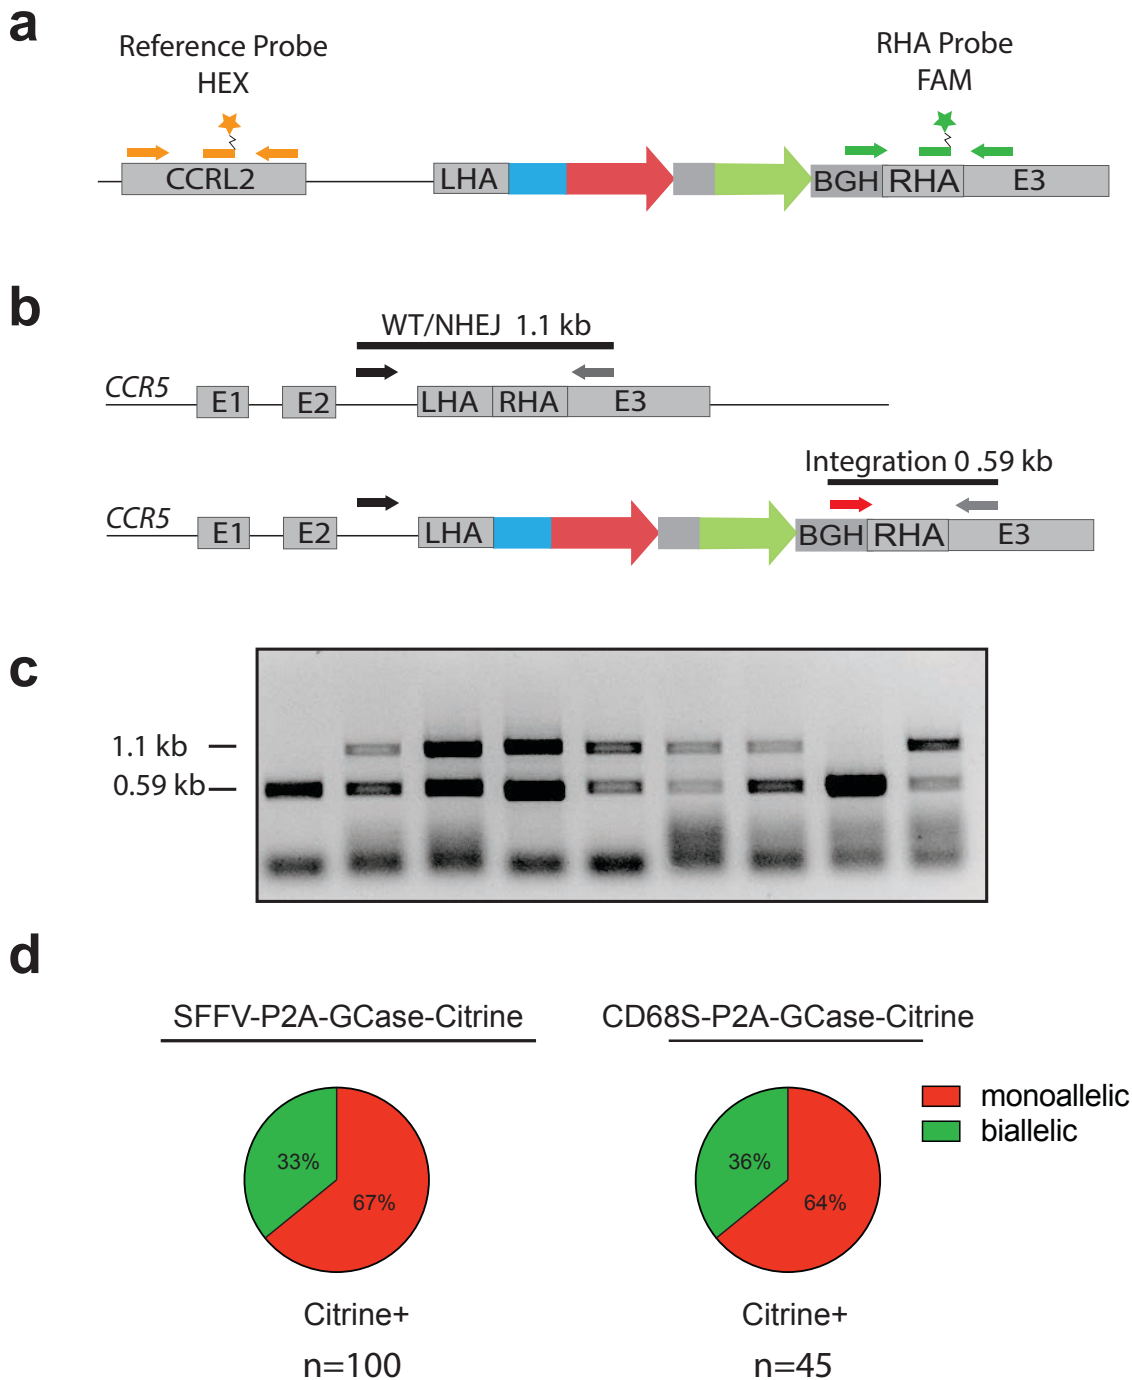 a
Reference Probe
HEX
RHA Probe
FAM
CCRL2
LHA
BGH
RHA
E3
b
WT/NHEJ 1.1 kb
CCR5
E1
E2
LHA
RHA
E3
Integration 0 .59 kb
CCR5
E1
E2
LHA
BGH
RHA
E3
c
1.1 kb
0.59 kb
d
SFFV-P2A-GCase-Citrine
CD68S-P2A-GCase-Citrine
monoallelic
biallelic
33%
67%
36%
64%
Citrine+
n=100
Citrine+
n=45